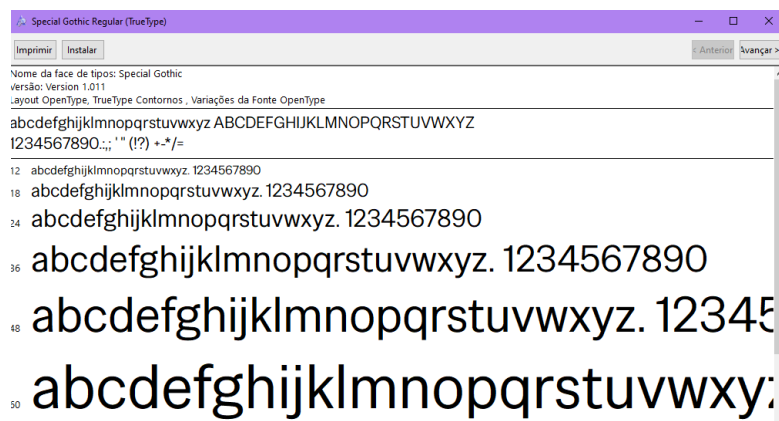 Special Gothic Regular (TrueType)
Imprimir Instalar < Anterior Avançar >
Nome da face de tipos: Special Gothic
Versão: Version 1.011
Layout OpenType, TrueType Contornos , Variações da Fonte OpenType
abcdefghijklmnopqrstuvwxyz ABCDEFGHIJKLMNOPQRSTUVWXYZ
1234567890.:,; ' " (!?) +-*/=
12 abcdefghijklmnopqrstuvwxyz. 1234567890
18 abcdefghijklmnopqrstuvwxyz. 1234567890
24 abcdefghijklmnopqrstuvwxyz. 1234567890
36 abcdefghijklmnopqrstuvwxyz. 1234567890
48 abcdefghijklmnopqrstuvwxyz. 12345
60 abcdefghijklmnopqrstuvwxyz